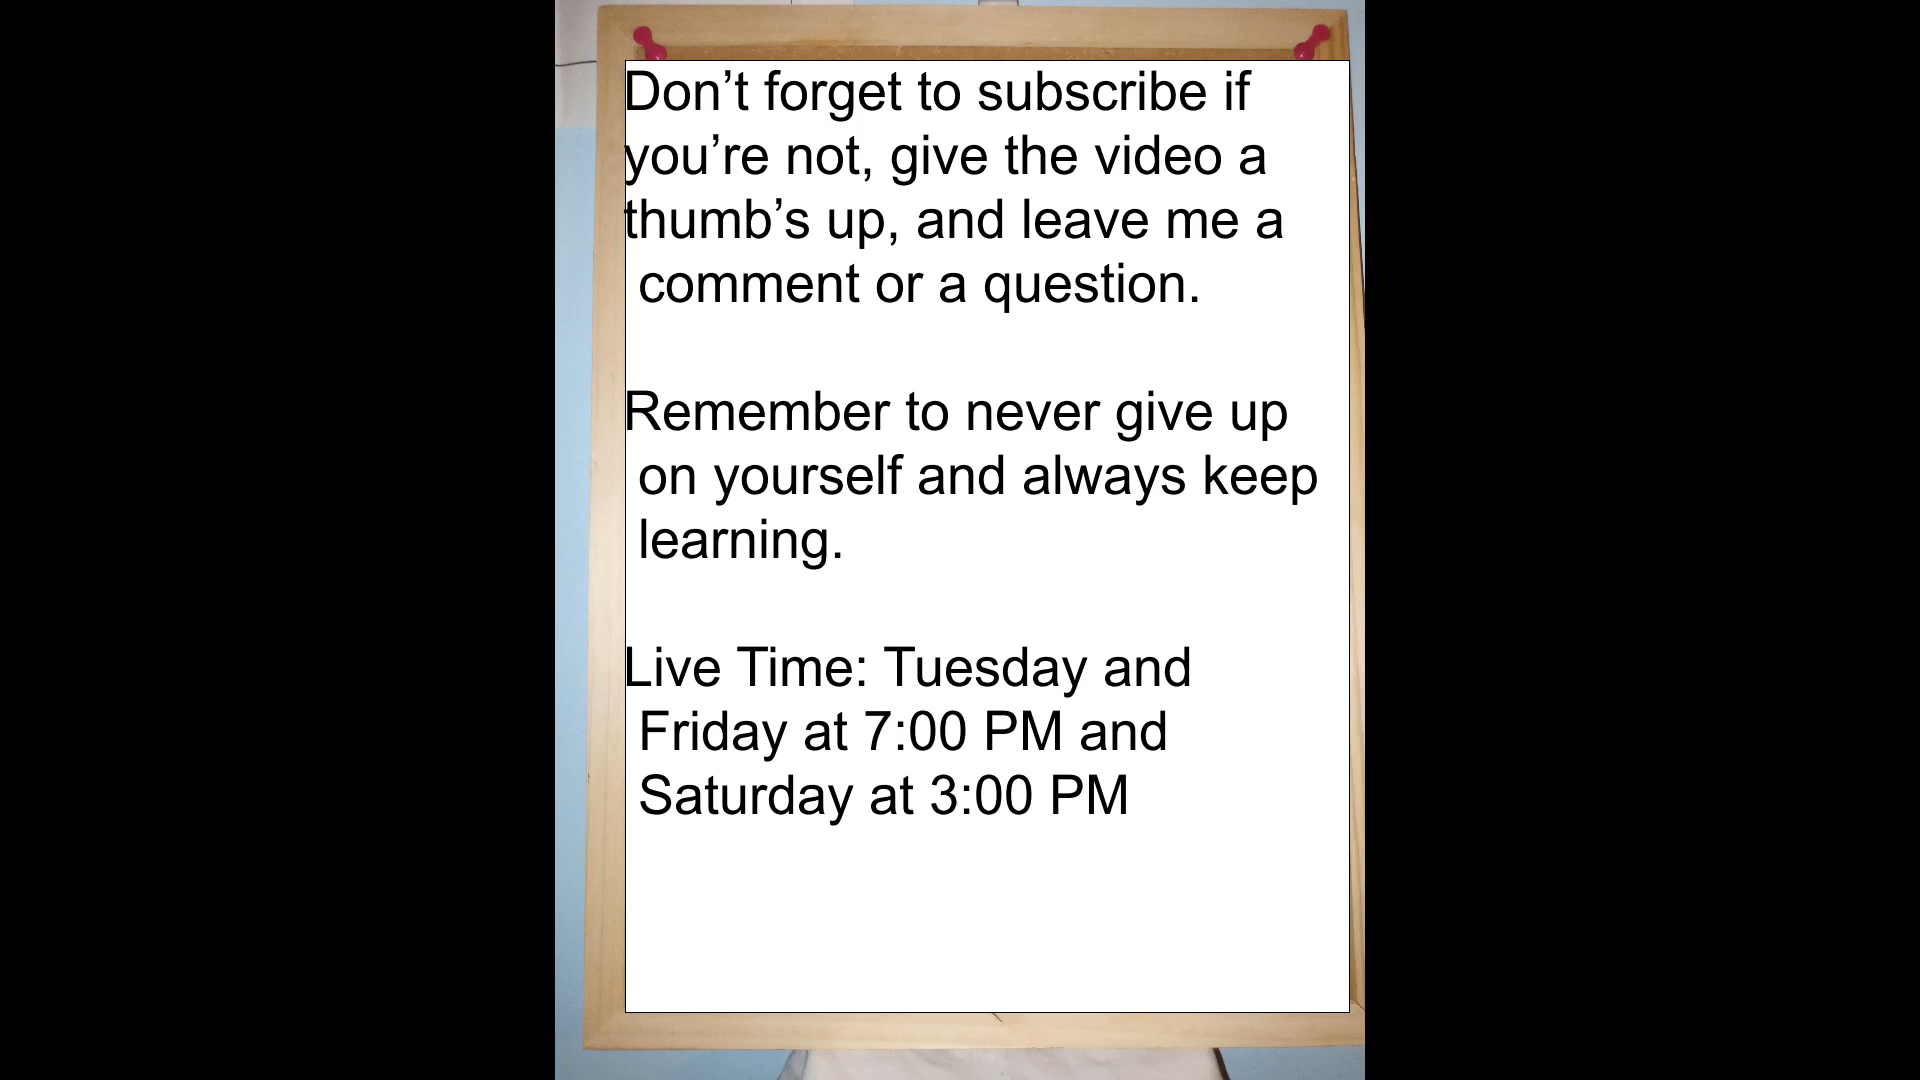 Don’t forget to subscribe if
you’re not, give the video a
thumb’s up, and leave me a
comment or a question.
Remember to never give up
on yourself and always keep
learning.
Live Time: Tuesday and
Friday at 7:00 PM and
Saturday at 3:00 PM